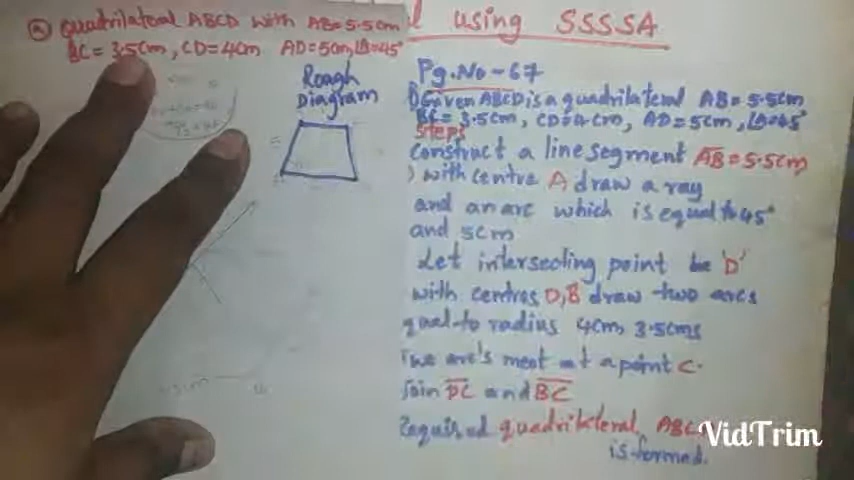 using SSSSA
a quadrilateral ABCD with AB=5.5cm
BC=3.5cm, CD=4cm AD=5cm, ∠A=45°
Rough
Diagram
Pg.No-67
1) Given ABCD is a quadrilateral AB=5.5cm
BC=3.5cm, CD=4cm, AD=5cm, ∠A=45°
Steps
construct a line segment AB=5.5cm
) with centre A draw a ray
and an arc which is equal to 45°
and 5cm
Let intersecting point be 'D'
with centres D,B draw two arcs
qual to radius 4cm, 3.5cms
Two arc's meet at a point C.
Join DC and BC
Required quadrilateral ABC
is formed.
VidTrim